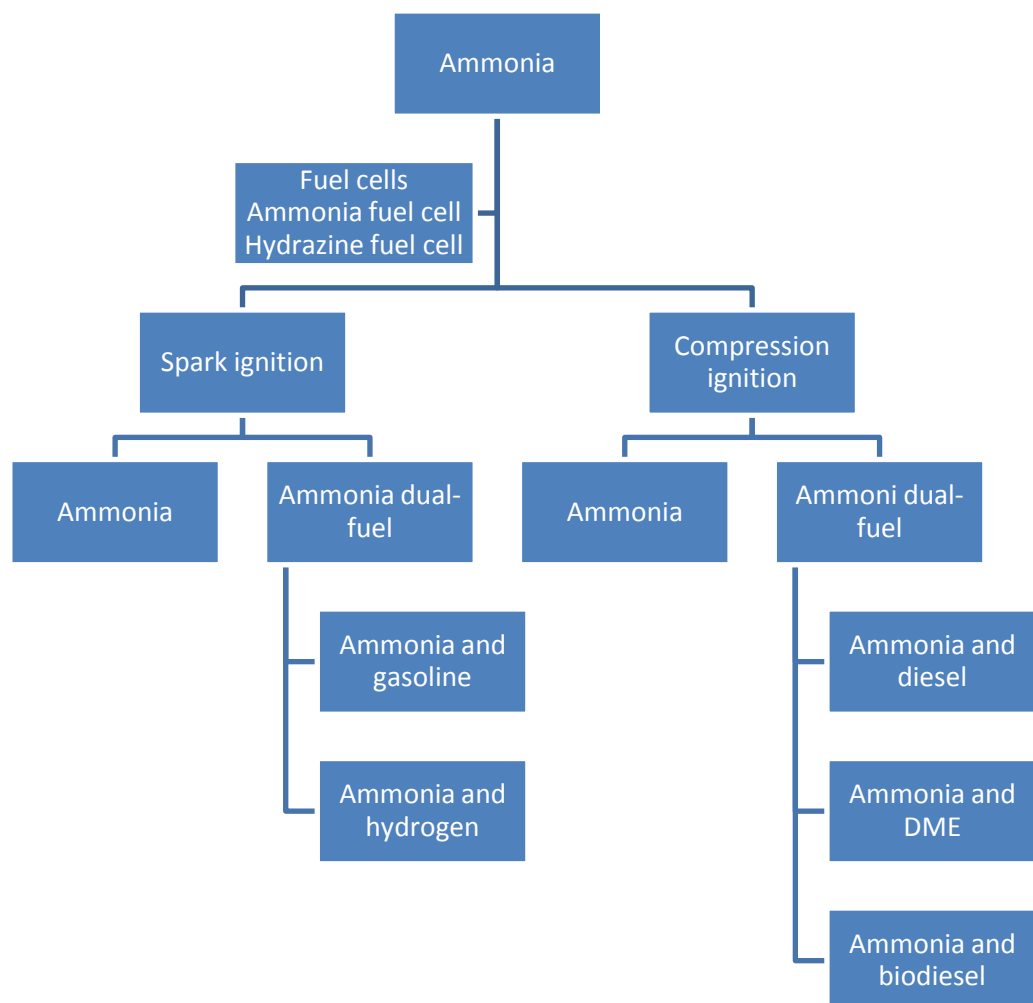 Ammonia
Fuel cells
Ammonia fuel cell
Hydrazine fuel cell
Spark ignition
Compression
ignition
Ammonia
Ammonia dual-
fuel
Ammonia
Ammoni dual-
fuel
Ammonia and
gasoline
Ammonia and
hydrogen
Ammonia and
diesel
Ammonia and
DME
Ammonia and
biodiesel